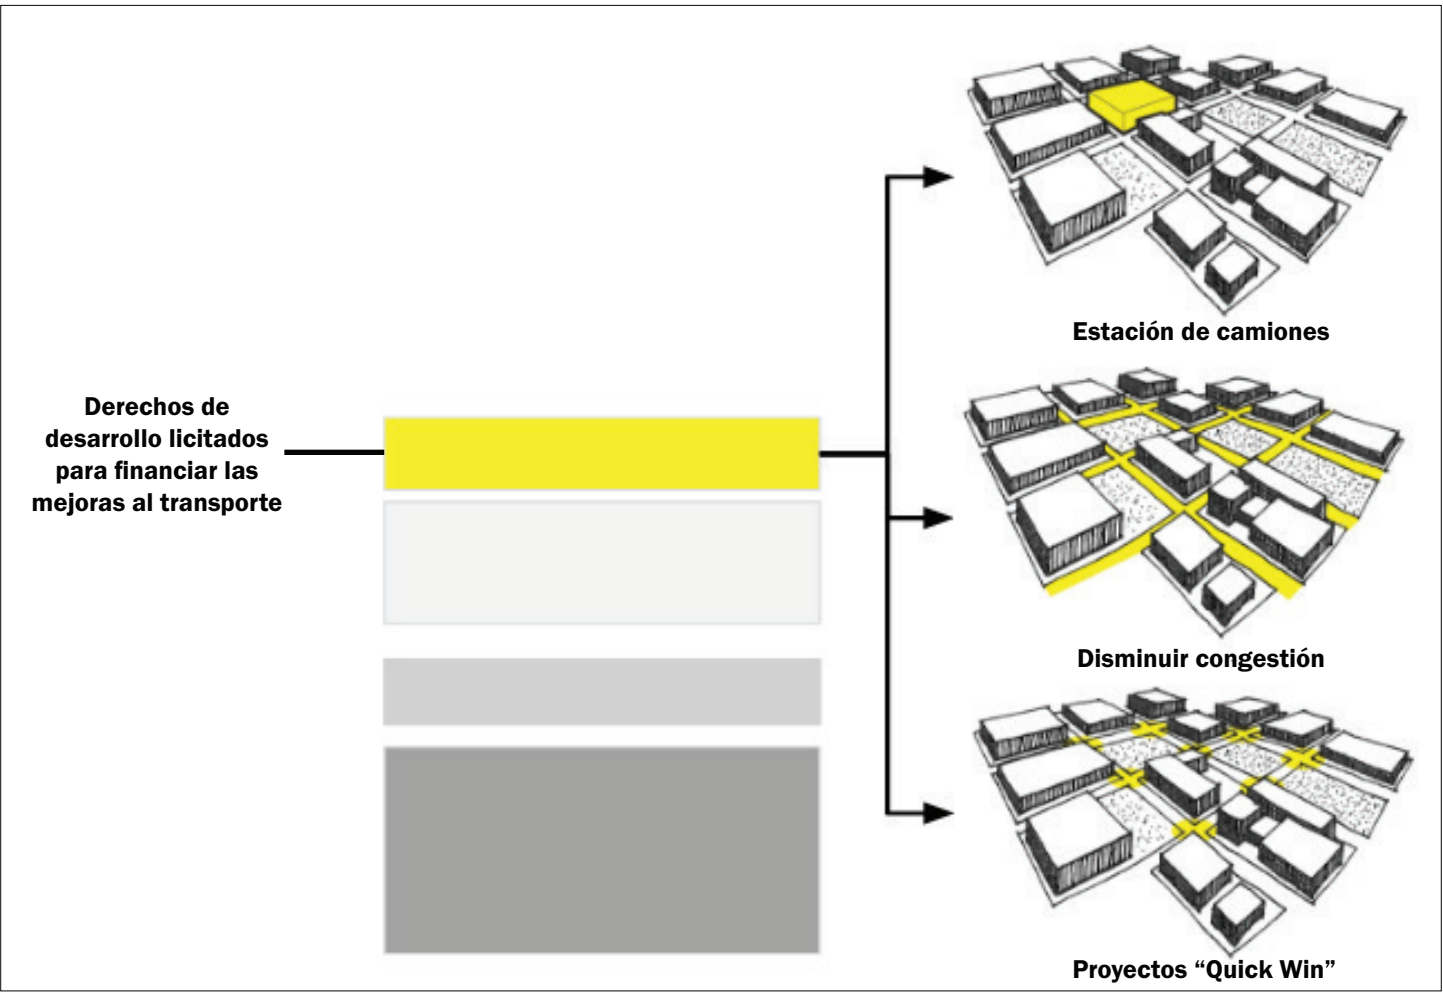 Derechos de
desarrollo licitados
para financiar las
mejoras al transporte
Estación de camiones
Disminuir congestión
Proyectos “Quick Win”